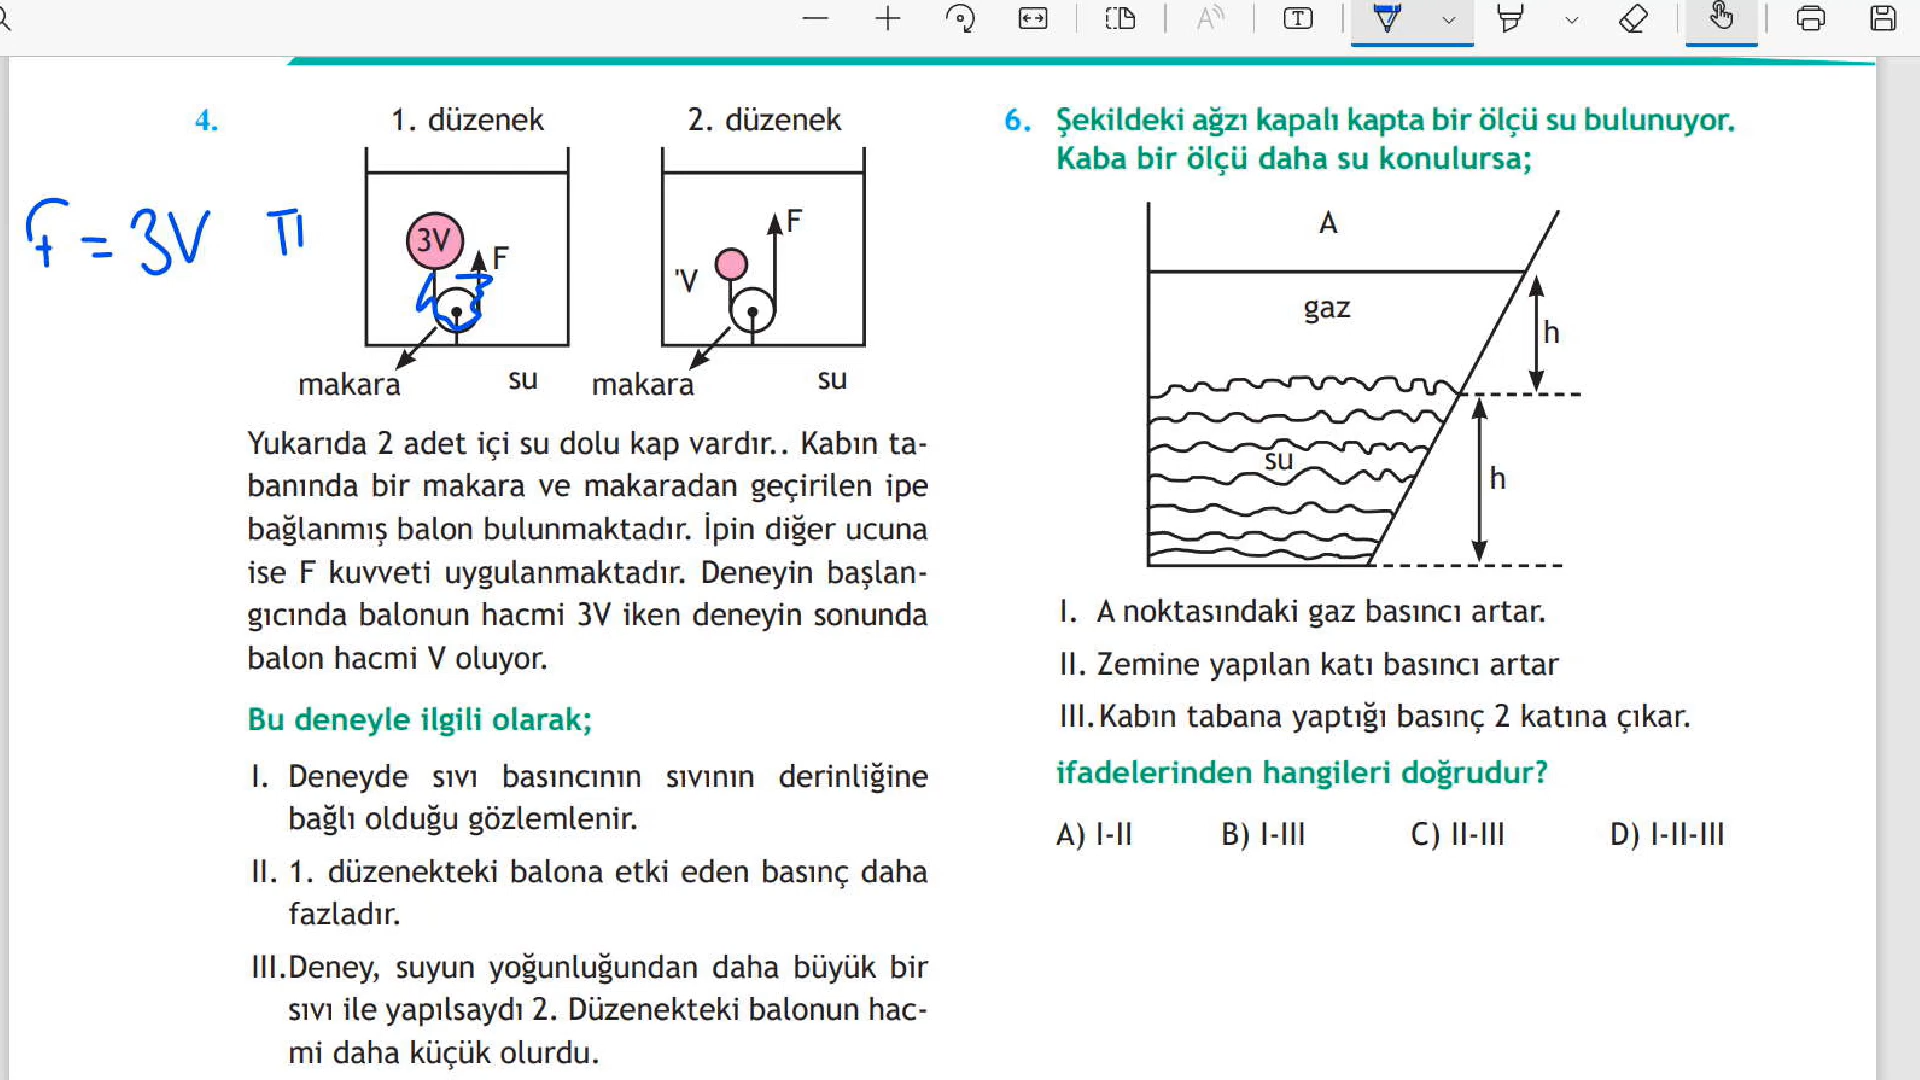 4.
1. düzenek
2. düzenek
F = 3V
3V
F
'V
F
makara
su
makara
su
Yukarıda 2 adet içi su dolu kap vardır.. Kabın ta-
banında bir makara ve makaradan geçirilen ipe
bağlanmış balon bulunmaktadır. İpin diğer ucuna
ise F kuvveti uygulanmaktadır. Deneyin başlan-
gıcında balonun hacmi 3V iken deneyin sonunda
balon hacmi V oluyor.
Bu deneyle ilgili olarak;
I. Deneyde sıvı basıncının sıvının derinliğine
bağlı olduğu gözlemlenir.
II. 1. düzenekteki balona etki eden basınç daha
fazladır.
III.Deney, suyun yoğunluğundan daha büyük bir
sıvı ile yapılsaydı 2. Düzenekteki balonun hac-
mi daha küçük olurdu.
6. Şekildeki ağzı kapalı kapta bir ölçü su bulunuyor.
Kaba bir ölçü daha su konulursa;
A
gaz
h
su
h
I. A noktasındaki gaz basıncı artar.
II. Zemine yapılan katı basıncı artar
III.Kabın tabana yaptığı basınç 2 katına çıkar.
ifadelerinden hangileri doğrudur?
A) I-II B) I-III C) II-III D) I-II-III